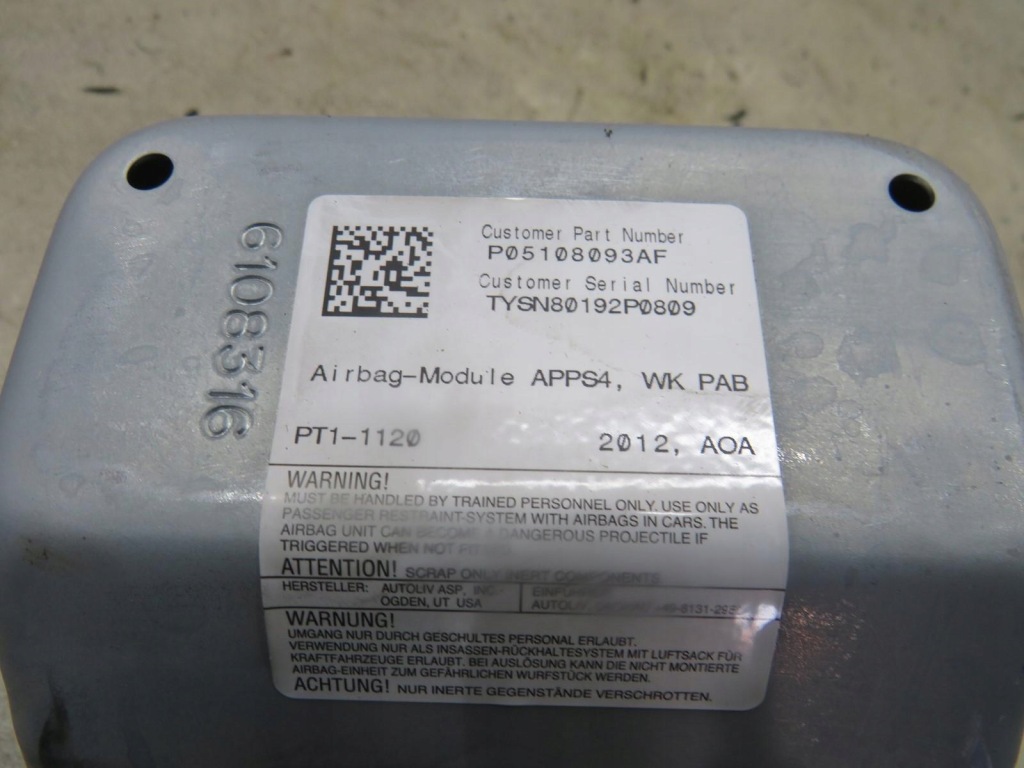 6108316
Customer Part Number
P05108093AF
Customer Serial Number
TYSN80192P0809
Airbag-Module APPS4, WK PAB
PT1-1120 2012, AOA
WARNING!
MUST BE HANDLED BY TRAINED PERSONNEL ONLY. USE ONLY AS
PASSENGER RESTRAINT-SYSTEM WITH AIRBAGS IN CARS. THE
AIRBAG UNIT CAN BECOME A DANGEROUS PROJECTILE IF
TRIGGERED WHEN NOT
ATTENTION! SCRAP ONLY INERT COMPONENTS
HERSTELLER: AUTOLIV ASP, INC.
OGDEN, UT USA
AUTOLIV
WARNUNG!
UMGANG NUR DURCH GESCHULTES PERSONAL ERLAUBT.
VERWENDUNG NUR ALS INSASSEN-RÜCKHALTESYSTEM MIT LUFTSACK FÜR
KRAFTFAHRZEUGE ERLAUBT. BEI AUSLÖSUNG KANN DIE NICHT MONTIERTE
AIRBAG-EINHEIT ZUM GEFÄHRLICHEN WURFSTÜCK WERDEN.
ACHTUNG! NUR INERTE GEGENSTÄNDE VERSCHROTTEN.